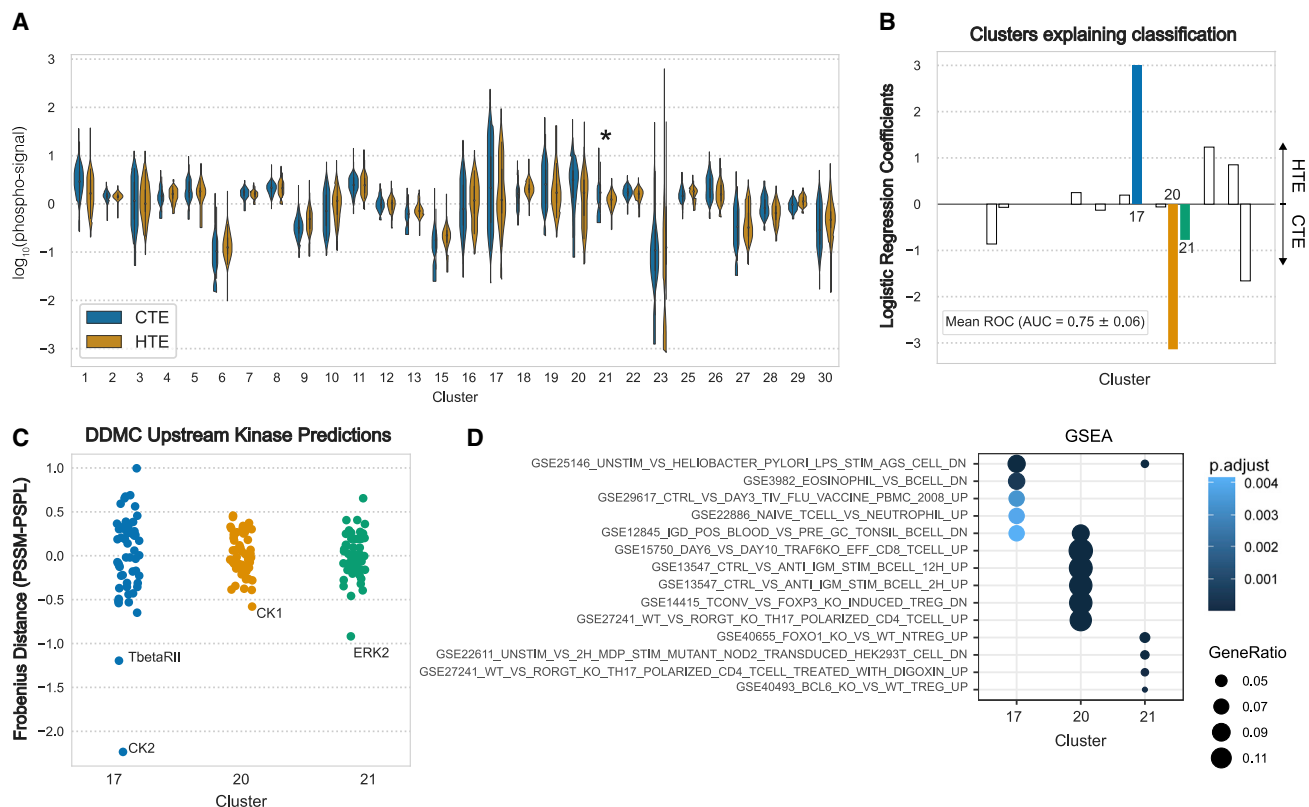 A
log10(phospho-signal)
3
2
1
0
−1
−2
−3
*
CTE
HTE
1 2 3 4 5 6 7 8 9 10 11 12 13 15 16 17 18 19 20 21 22 23 25 26 27 28 29 30
Cluster
B
Clusters explaining classification
Logistic Regression Coefficients
3
2
1
0
−1
−2
−3
17
20
21
HTE
CTE
Mean ROC (AUC = 0.75 ± 0.06)
Cluster
C
DDMC Upstream Kinase Predictions
Frobenius Distance (PSSM-PSPL)
1.0
0.5
0.0
−0.5
−1.0
−1.5
−2.0
CK1
TbetaRII
ERK2
CK2
17 20 21
Cluster
D
GSEA
GSE25146_UNSTIM_VS_HELIOBACTER_PYLORI_LPS_STIM_AGS_CELL_DN
GSE3982_EOSINOPHIL_VS_BCELL_DN
GSE29617_CTRL_VS_DAY3_TIV_FLU_VACCINE_PBMC_2008_UP
GSE22886_NAIVE_TCELL_VS_NEUTROPHIL_UP
GSE12845_IGD_POS_BLOOD_VS_PRE_GC_TONSIL_BCELL_DN
GSE15750_DAY6_VS_DAY10_TRAF6KO_EFF_CD8_TCELL_UP
GSE13547_CTRL_VS_ANTI_IGM_STIM_BCELL_12H_UP
GSE13547_CTRL_VS_ANTI_IGM_STIM_BCELL_2H_UP
GSE14415_TCONV_VS_FOXP3_KO_INDUCED_TREG_DN
GSE27241_WT_VS_RORGT_KO_TH17_POLARIZED_CD4_TCELL_UP
GSE40655_FOXO1_KO_VS_WT_NTREG_UP
GSE22611_UNSTIM_VS_2H_MDP_STIM_MUTANT_NOD2_TRANSDUCED_HEK293T_CELL_DN
GSE27241_WT_VS_RORGT_KO_TH17_POLARIZED_CD4_TCELL_TREATED_WITH_DIGOXIN_UP
GSE40493_BCL6_KO_VS_WT_TREG_UP
17 20 21
Cluster
p.adjust
0.004
0.003
0.002
0.001
GeneRatio
0.05
0.07
0.09
0.11